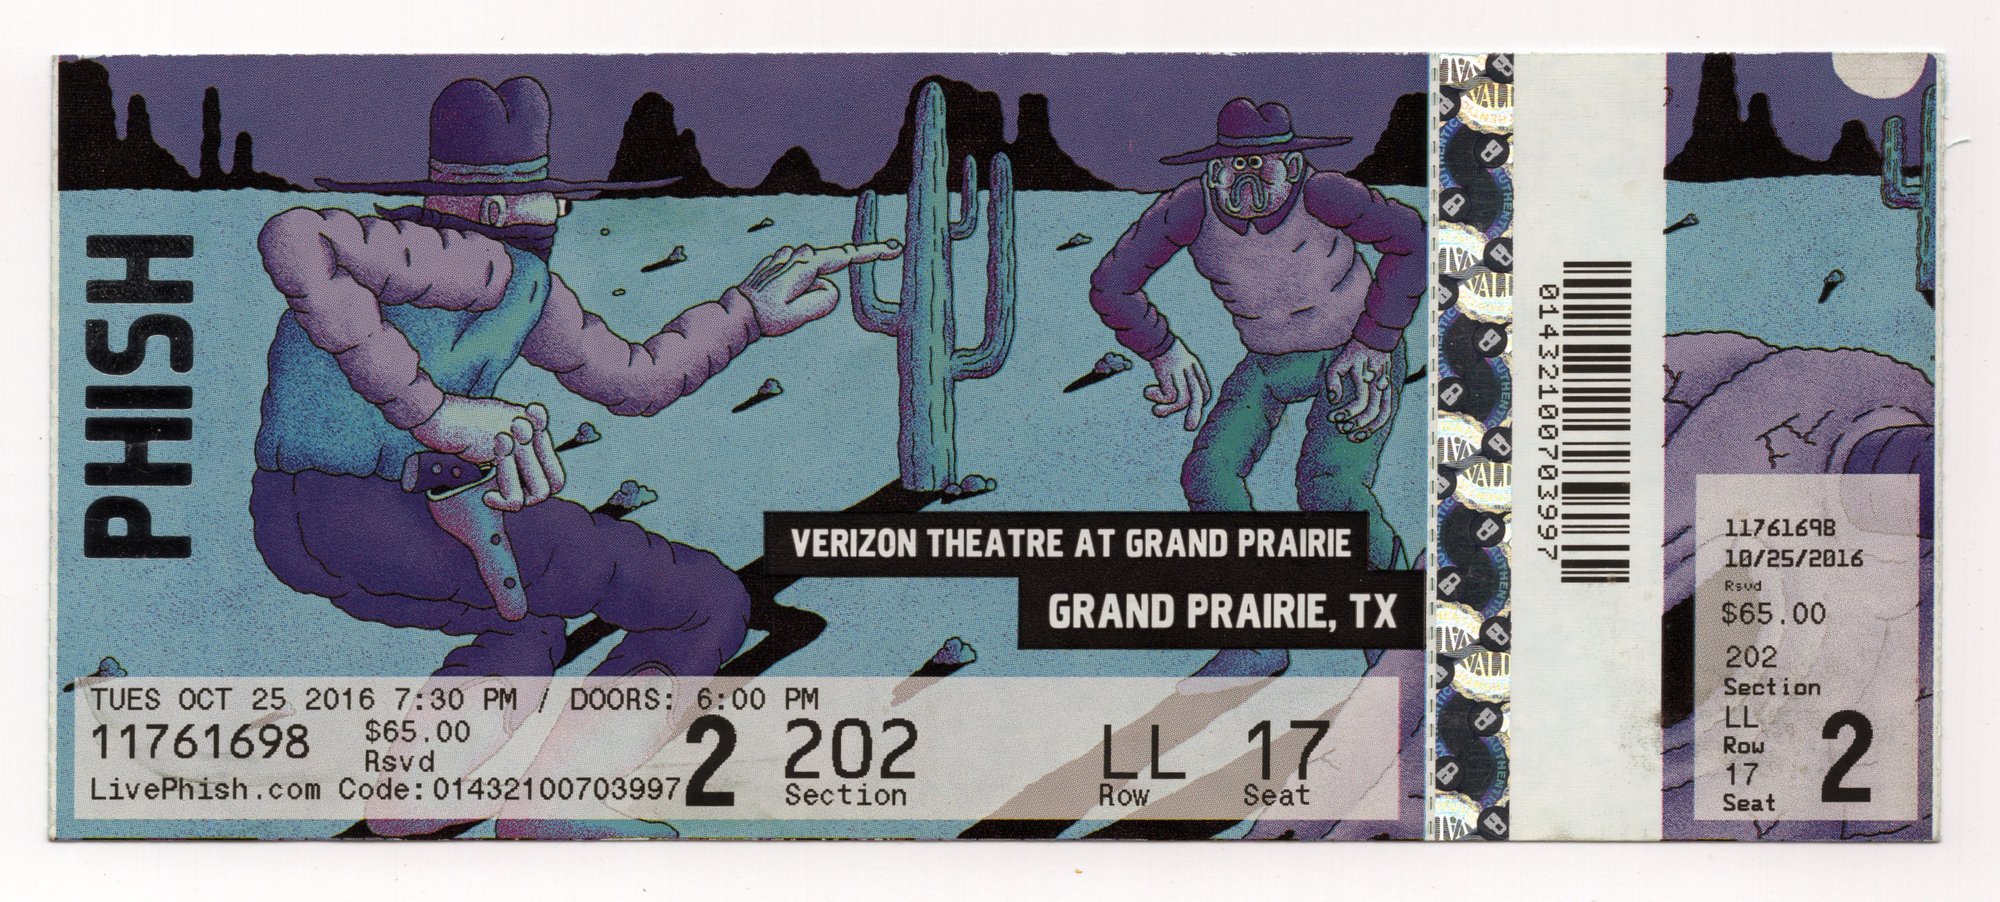 PHISH
VERIZON THEATRE AT GRAND PRAIRIE
GRAND PRAIRIE, TX
TUES OCT 25 2016 7:30 PM / DOORS: 6:00 PM
11761698 $65.00 2 202 LL 17
Rsvd Section Row Seat
LivePhish.com Code: 01432100703997
01432100703997
11761698
10/25/2016
Rsvd
$65.00
202
Section
LL
Row
17
Seat
2